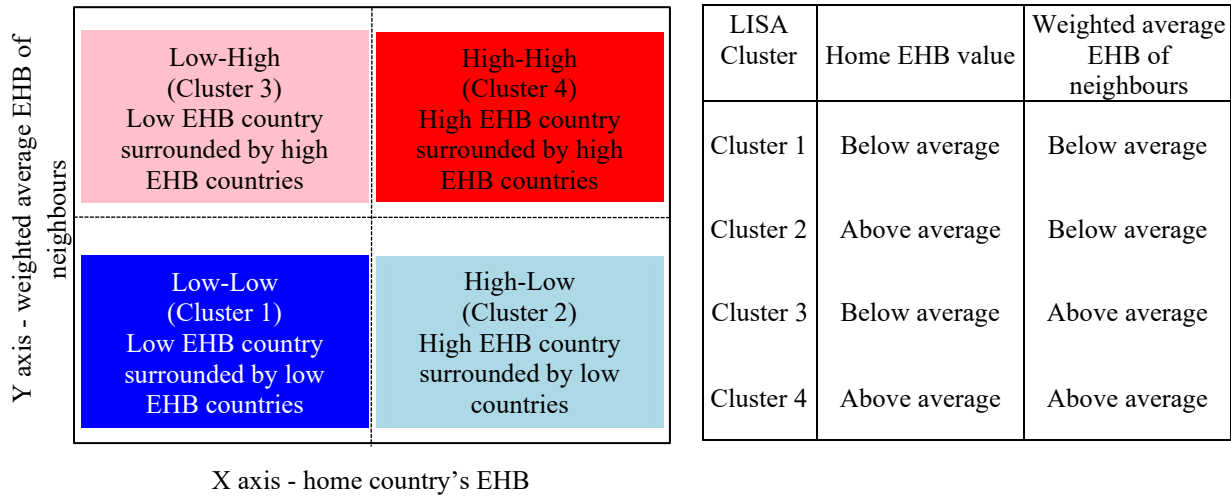 Y axis - weighted average EHB of
neighbours
Low-High
(Cluster 3)
Low EHB country
surrounded by high
EHB countries
High-High
(Cluster 4)
High EHB country
surrounded by high
EHB countries
Low-Low
(Cluster 1)
Low EHB country
surrounded by low
EHB countries
High-Low
(Cluster 2)
High EHB country
surrounded by low
countries
X axis - home country’s EHB
LISA
Cluster
Home EHB value
Weighted average
EHB of
neighbours
Cluster 1 Below average Below average
Cluster 2 Above average Below average
Cluster 3 Below average Above average
Cluster 4 Above average Above average